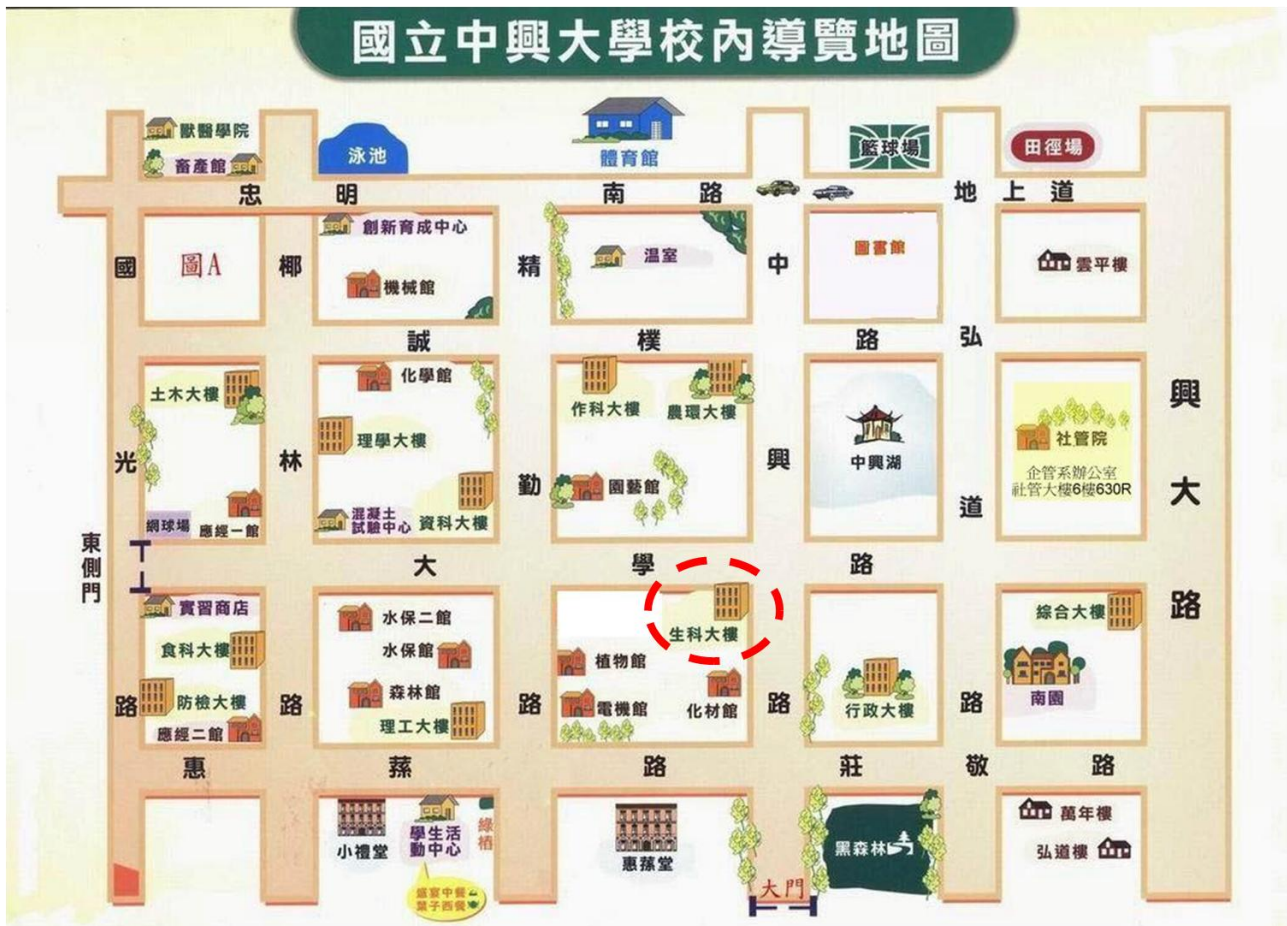 國立中興大學校內導覽地圖
獸醫學院
畜產館
泳池
體育館
籃球場
田徑場
忠 明 南 路 地 上 道
圖A
創新育成中心
機械館
溫室
圖書館
雲平樓
國 光 路
椰 林 路
精 勤 路
中 興 路
弘 道 路
興 大 路
誠 樸 路
土木大樓
網球場
應經一館
化學館
理學大樓
混凝土
試驗中心
資科大樓
作科大樓
農環大樓
園藝館
中興湖
社管院
企管系辦公室
社管大樓6樓630R
東側門
大 學 路
實習商店
食科大樓
防檢大樓
應經二館
水保二館
水保館
森林館
理工大樓
生科大樓
植物館
電機館
化材館
行政大樓
綜合大樓
南園
惠 蓀 路 莊 敬 路
小禮堂
學生活
動中心
綠
楿
盛宴中餐
葉子西餐
惠蓀堂
大門
黑森林
萬年樓
弘道樓